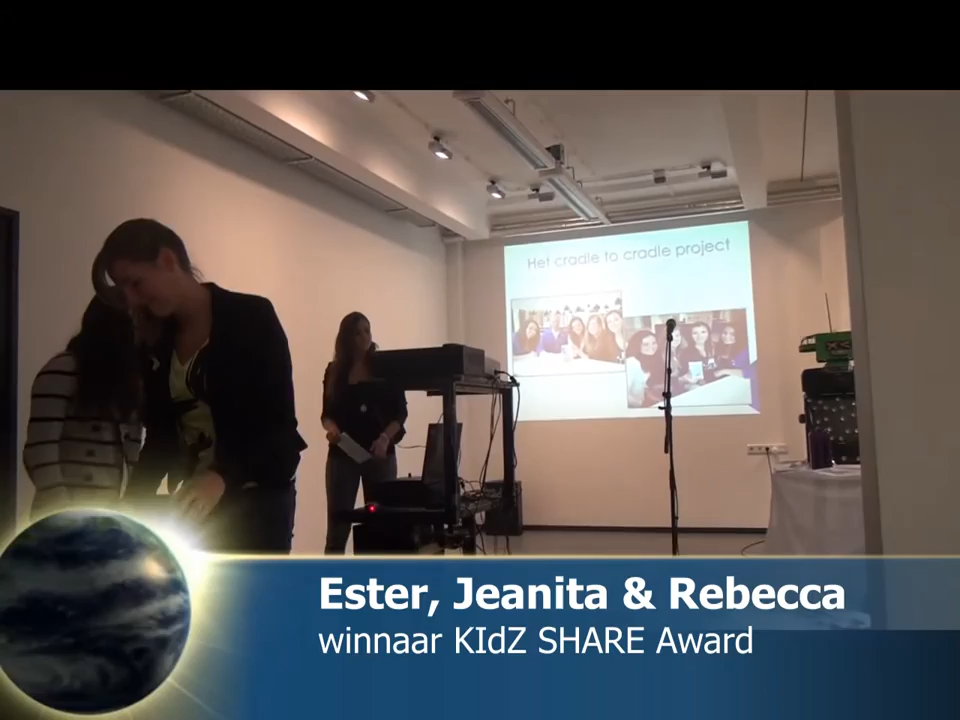 Het cradle to cradle project
Ester, Jeanita & Rebecca
winnaar KIdZ SHARE Award